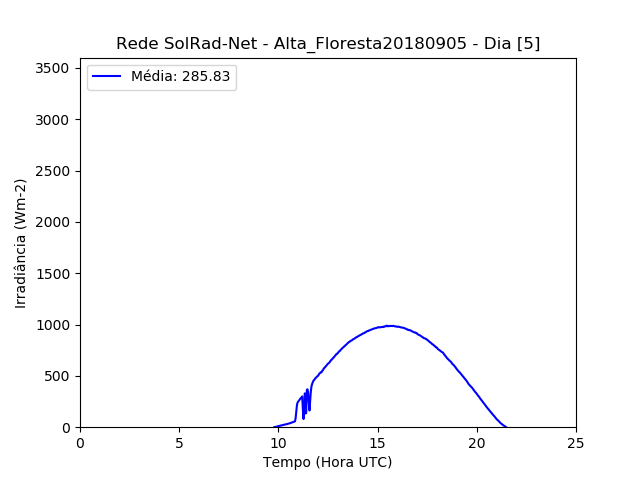 Rede SolRad-Net - Alta_Floresta20180905 - Dia [5]
Média: 285.83
Irradiância (Wm-2)
3500
3000
2500
2000
1500
1000
500
0
0 5 10 15 20 25
Tempo (Hora UTC)